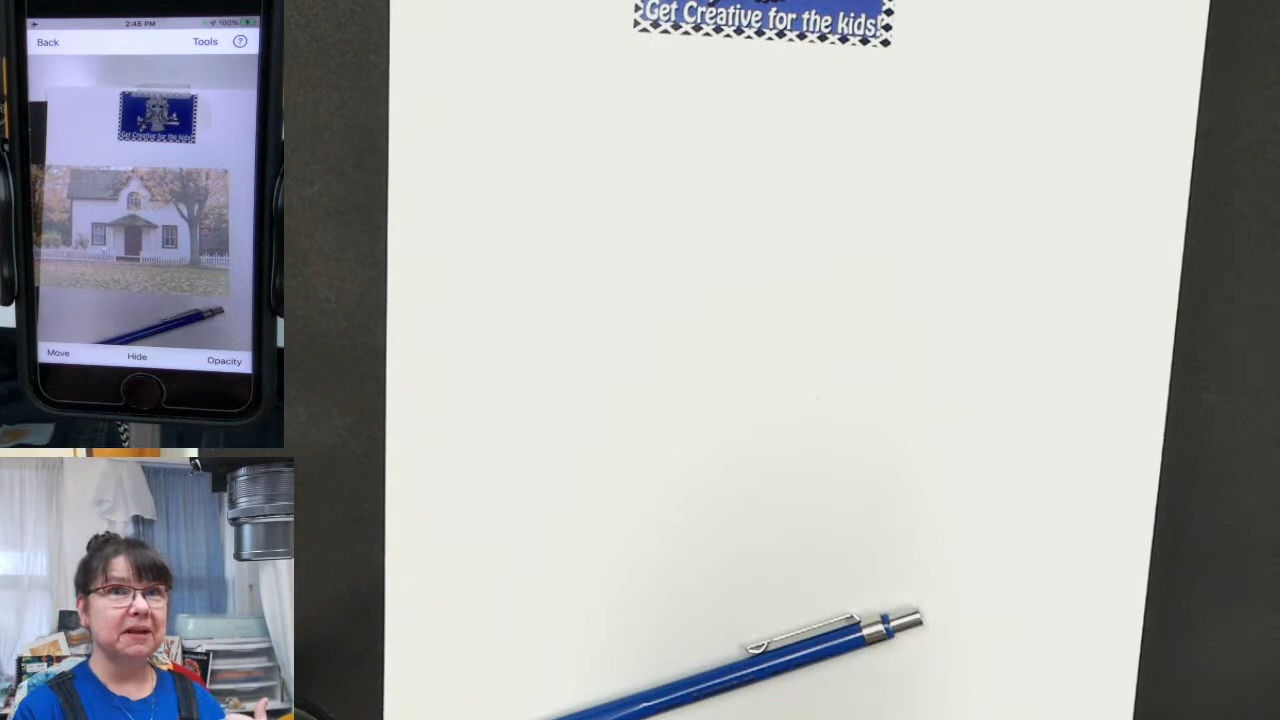 2:45 PM 100%
Back Tools ?
Get Creative for the kids!
Move Hide Opacity
Get Creative for the kids!